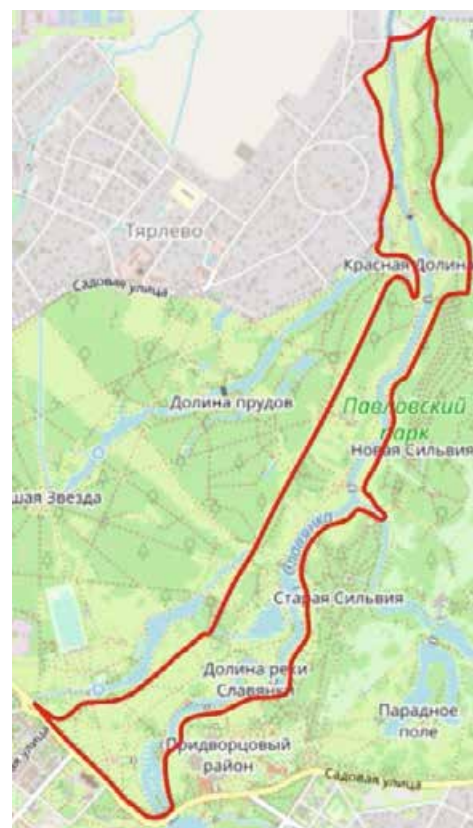 Тярлево
Садовая улица
Красная Долина
Долина прудов
Павловский
парк
Новая Сильвия
шая Звезда
Славянка
Старая Сильвия
Долина реки
Славянки
Парадное
поле
Придворцовый
район
Садовая улица
я улица